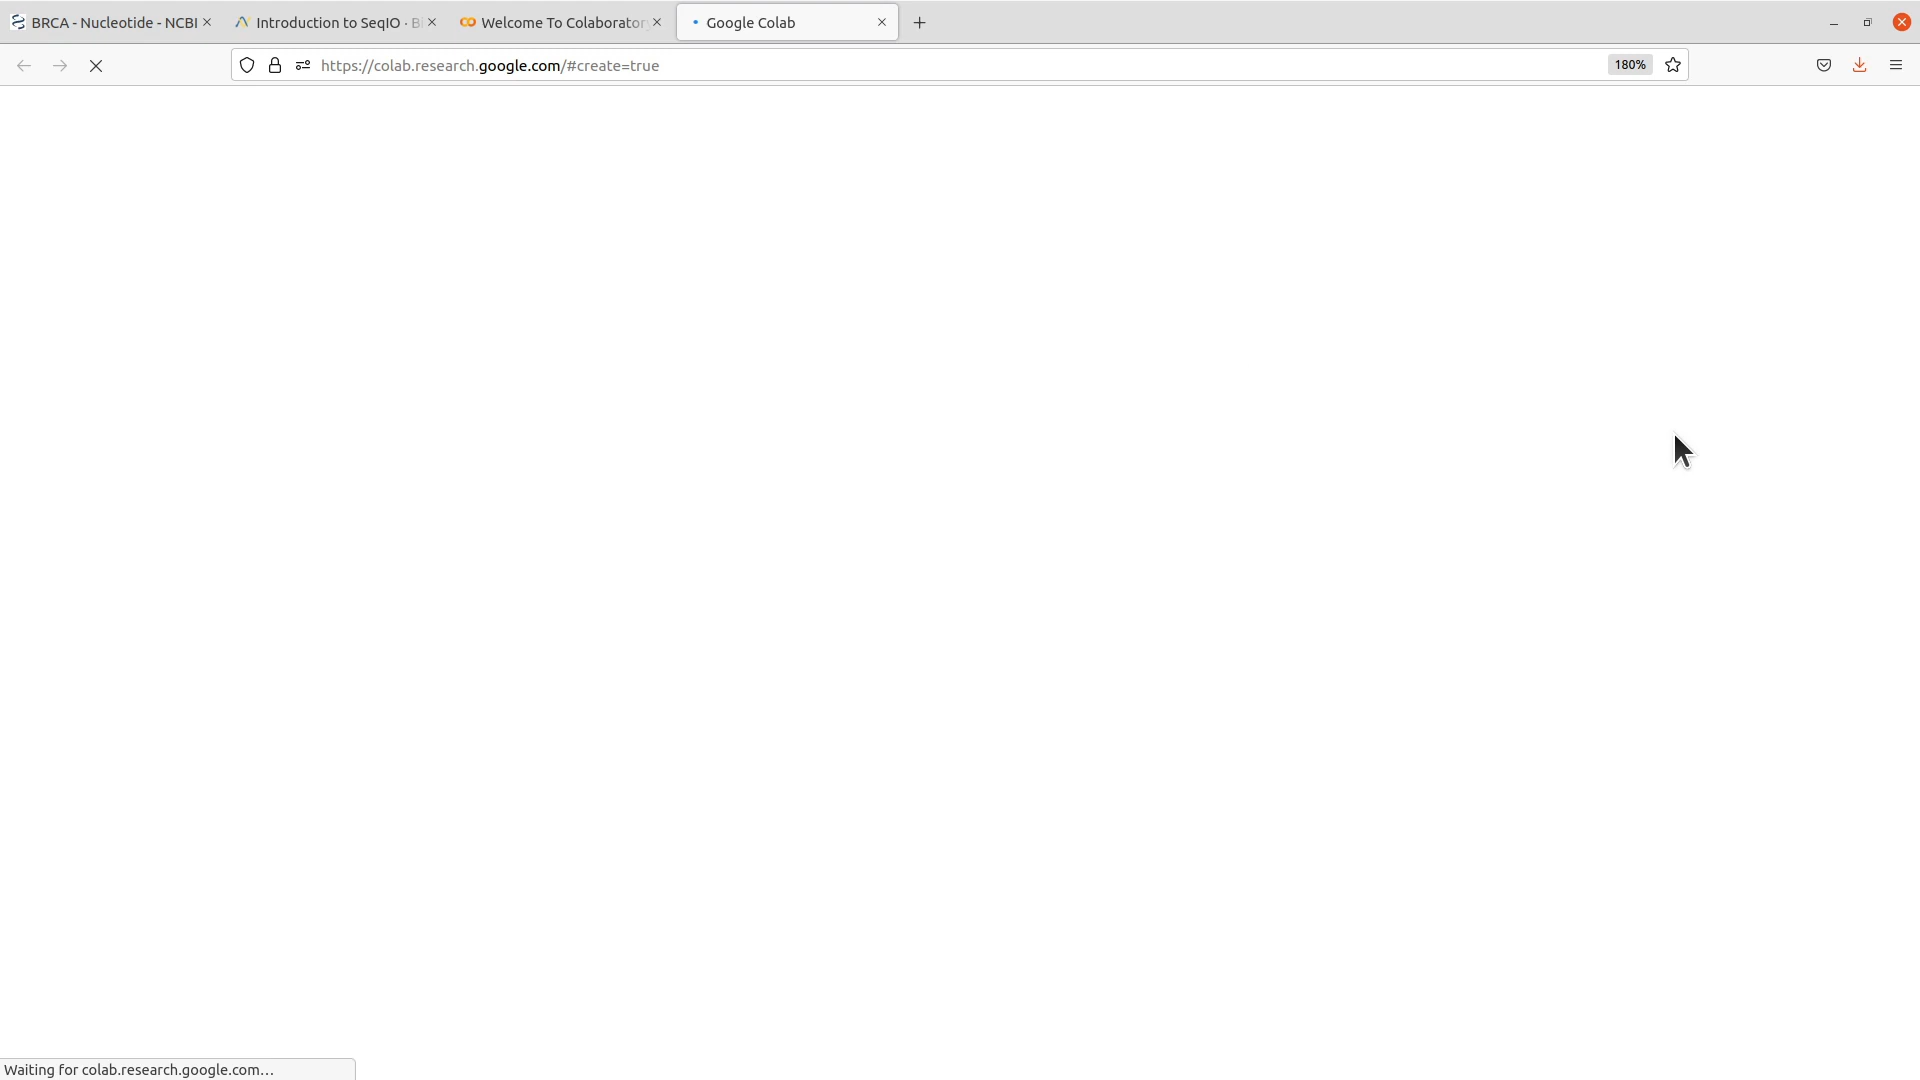 BRCA - Nucleotide - NCBI
Introduction to SeqIO · B
Welcome To Colaborator
Google Colab
https://colab.research.google.com/#create=true
180%
Waiting for colab.research.google.com…